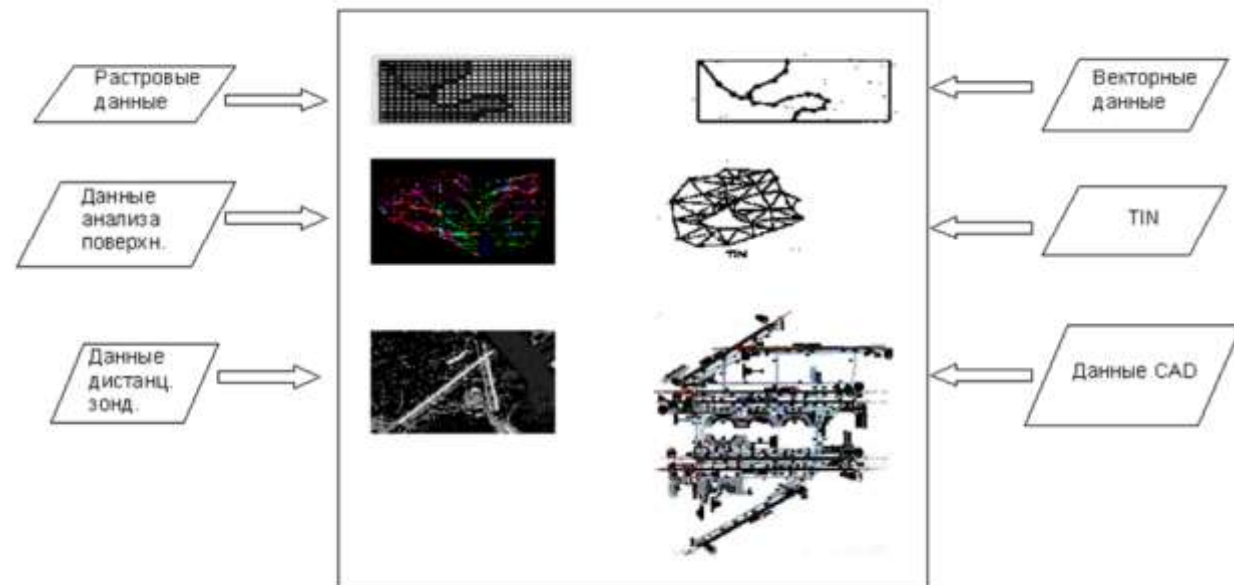 Растровые
данные
Векторные
данные
Данные
анализа
поверхн.
TIN
TIN
Данные
дистанц.
зонд.
Данные CAD